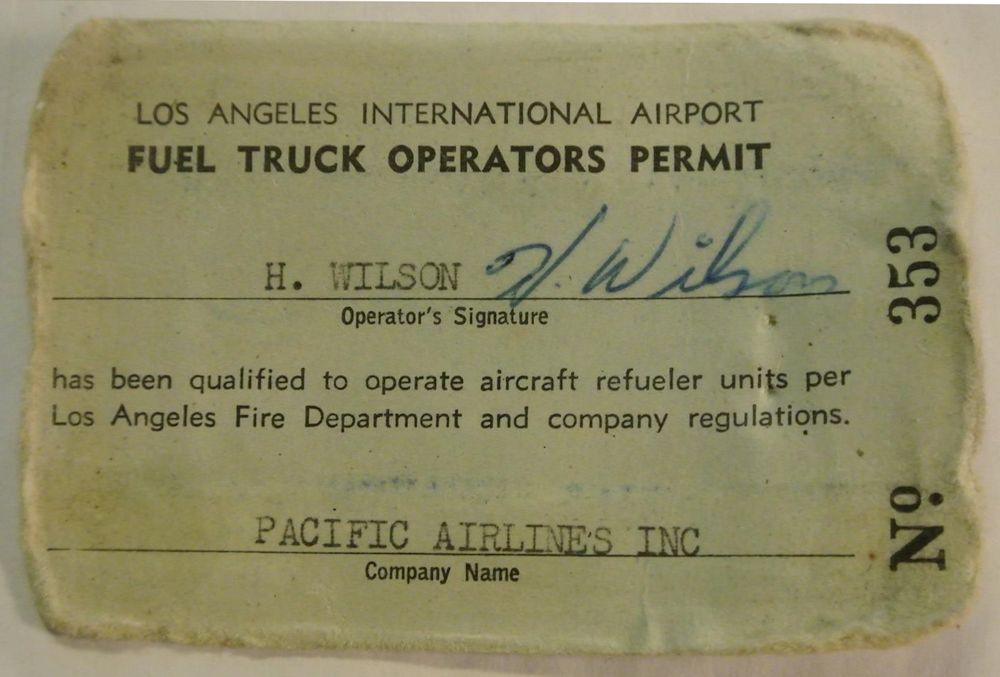 LOS ANGELES INTERNATIONAL AIRPORT
FUEL TRUCK OPERATORS PERMIT
H. WILSON H. Wilson
Operator's Signature
has been qualified to operate aircraft refueler units per
Los Angeles Fire Department and company regulations.
PACIFIC AIRLINES INC
Company Name
Nº. 353